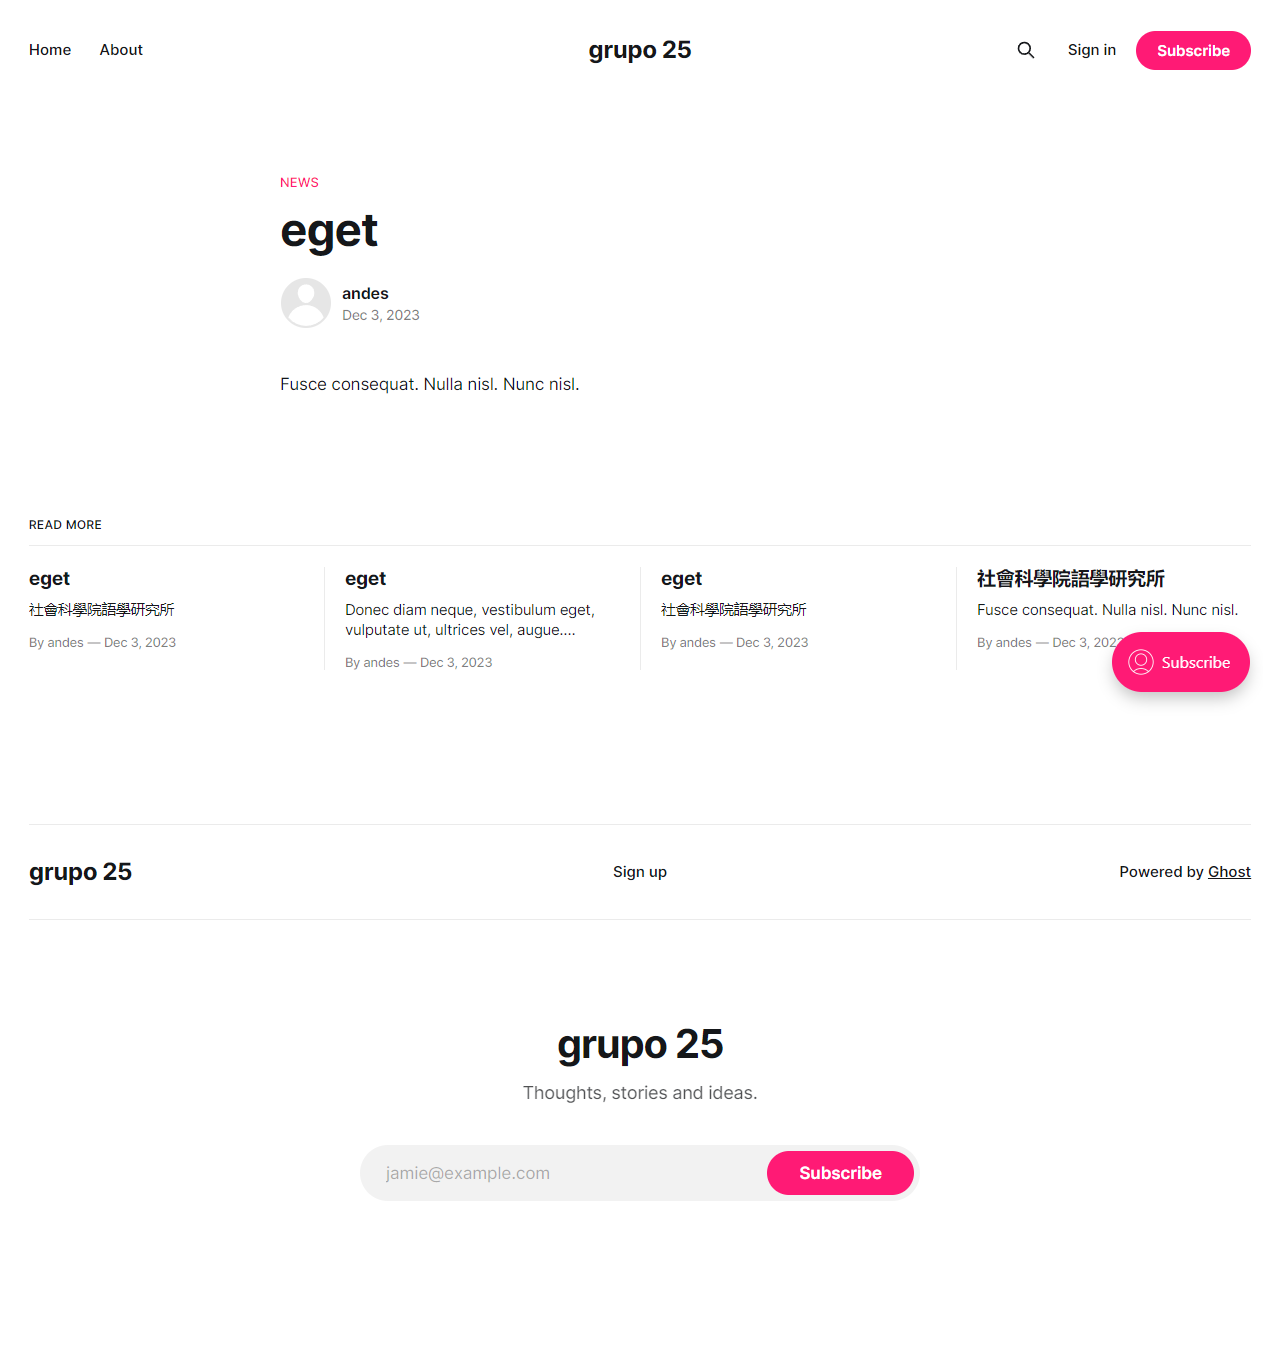 Home About grupo 25 Sign in Subscribe
NEWS
eget
andes
Dec 3, 2023
Fusce consequat. Nulla nisl. Nunc nisl.
READ MORE
eget
社會科學院語學研究所
By andes — Dec 3, 2023
eget
Donec diam neque, vestibulum eget,
vulputate ut, ultrices vel, augue....
By andes — Dec 3, 2023
eget
社會科學院語學研究所
By andes — Dec 3, 2023
社會科學院語學研究所
Fusce consequat. Nulla nisl. Nunc nisl.
By andes — Dec 3, 2023
Subscribe
grupo 25 Sign up Powered by Ghost
grupo 25
Thoughts, stories and ideas.
jamie@example.com Subscribe